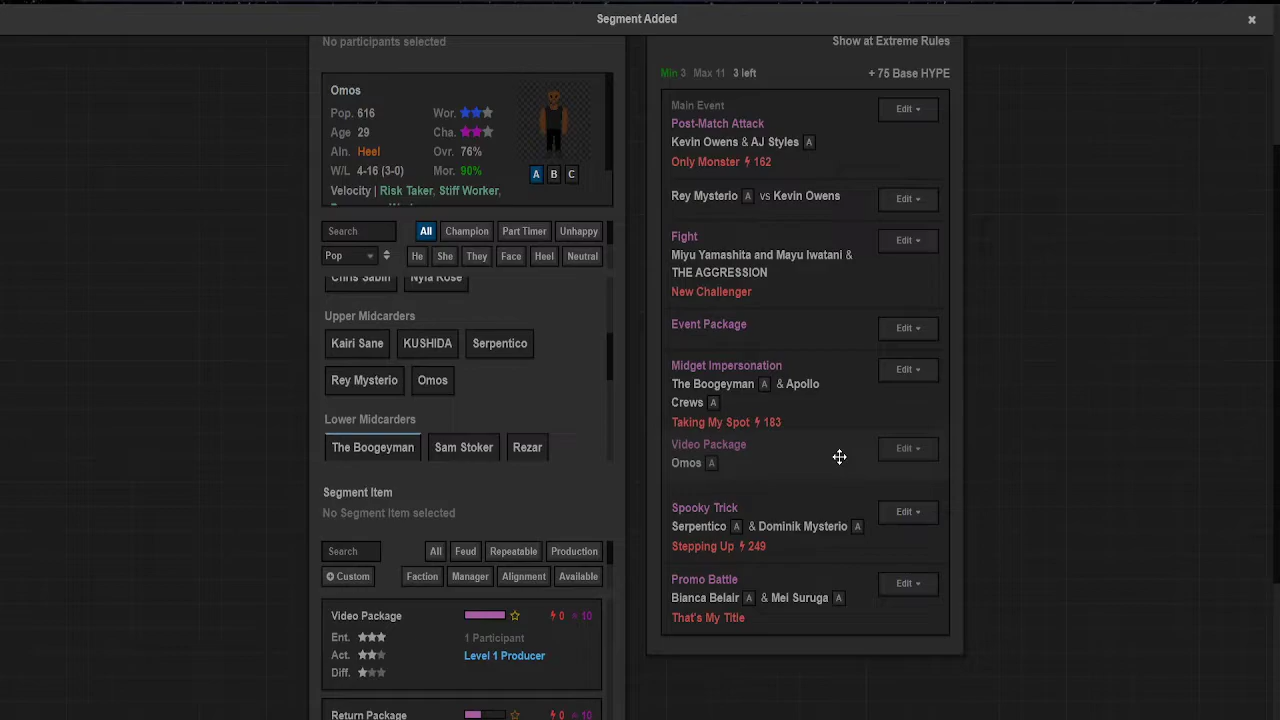 Segment Added
×
No participants selected
Omos
Pop. 616
Wor.
Age 29
Cha.
Aln. Heel
Ovr. 76%
W/L 4-16 (3-0)
Mor. 90%
A B C
Velocity | Risk Taker, Stiff Worker,
Search
All Champion Part Timer Unhappy
Pop
He She They Face Heel Neutral
Chris Sabin Nyla Rose
Upper Midcarders
Kairi Sane KUSHIDA Serpentico
Rey Mysterio Omos
Lower Midcarders
The Boogeyman Sam Stoker Rezar
Segment Item
No Segment Item selected
Search
All Feud Repeatable Production
Custom
Faction Manager Alignment Available
Video Package
0 10
Ent.
1 Participant
Act.
Level 1 Producer
Diff.
Return Package
0 10
Show at Extreme Rules
Min 3 Max 11 3 left
+ 75 Base HYPE
Main Event
Edit
Post-Match Attack
Kevin Owens & AJ Styles A
Only Monster 162
Rey Mysterio A vs Kevin Owens
Edit
Fight
Edit
Miyu Yamashita and Mayu Iwatani &
THE AGGRESSION
New Challenger
Event Package
Edit
Midget Impersonation
Edit
The Boogeyman A & Apollo
Crews A
Taking My Spot 183
Video Package
Edit
Omos A
Spooky Trick
Edit
Serpentico A & Dominik Mysterio A
Stepping Up 249
Promo Battle
Edit
Bianca Belair A & Mei Suruga A
That's My Title